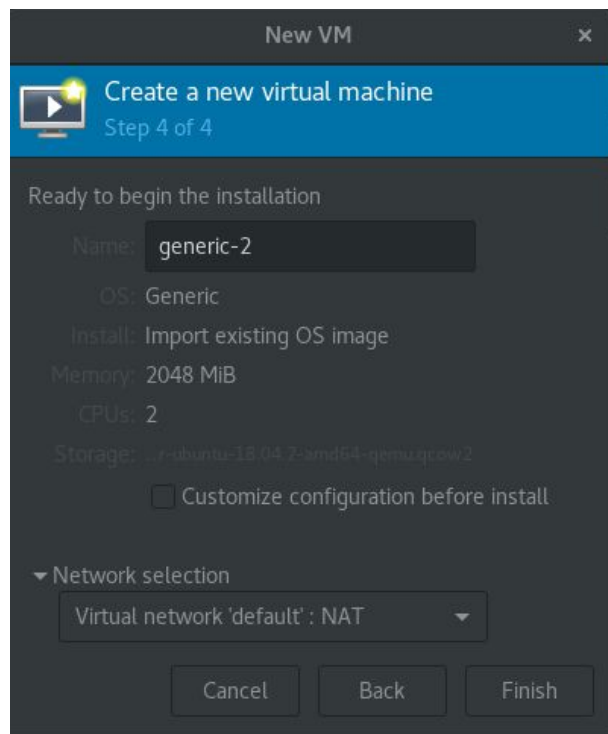 New VM ×
Create a new virtual machine
Step 4 of 4
Ready to begin the installation
Name: generic-2
OS: Generic
Install: Import existing OS image
Memory: 2048 MiB
CPUs: 2
Storage: ...r-ubuntu-18.04.2-amd64-qemu.qcow2
Customize configuration before install
Network selection
Virtual network 'default' : NAT
Cancel Back Finish